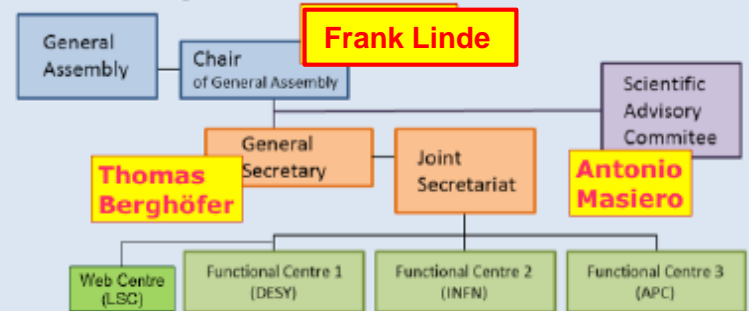 Frank Linde
General
Assembly
Chair
of General Assembly
Scientific
Advisory
Commitee
General
Secretary
Joint
Secretariat
Thomas
Berghöfer
Antonio
Masiero
Web Centre
(LSC)
Functional Centre 1
(DESY)
Functional Centre 2
(INFN)
Functional Centre 3
(APC)